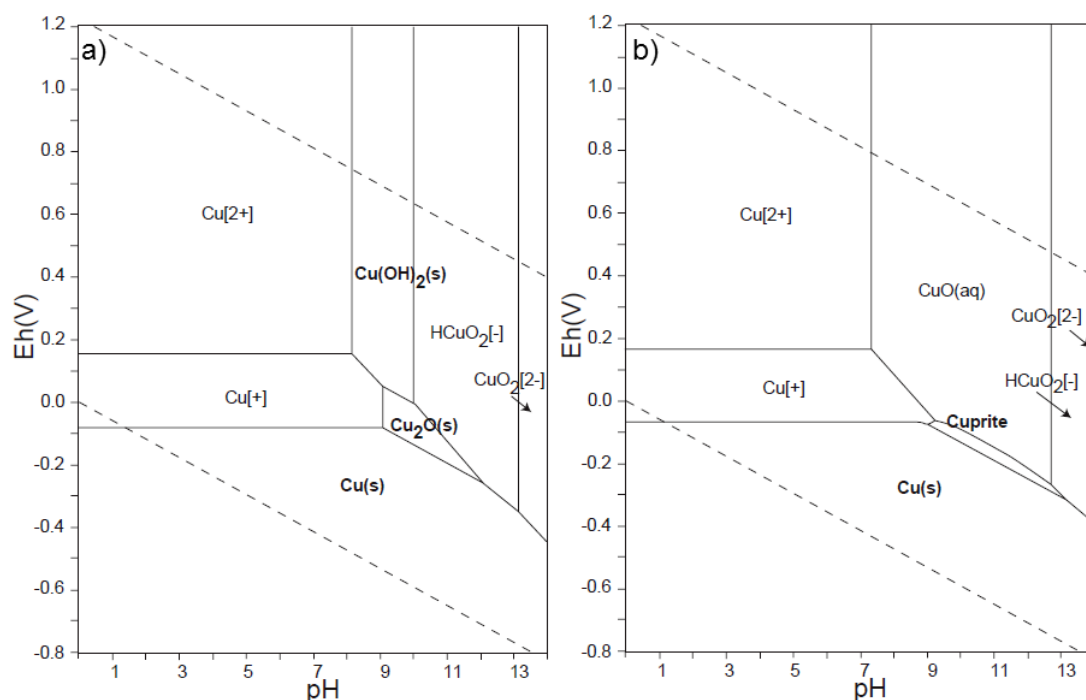 a)
1.2
1.0
0.8
0.6
0.4
0.2
0.0
-0.2
-0.4
-0.6
-0.8
Eh(V)
1 3 5 7 9 11 13
pH
Cu[2+]
Cu(OH)2(s)
HCuO2[-]
CuO2[2-]
Cu[+]
Cu2O(s)
Cu(s)
b)
1.2
1.0
0.8
0.6
0.4
0.2
0.0
-0.2
-0.4
-0.6
-0.8
Eh(V)
1 3 7 9 11 13
pH
Cu[2+]
CuO(aq)
CuO2[2-]
HCuO2[-]
Cu[+]
Cuprite
Cu(s)